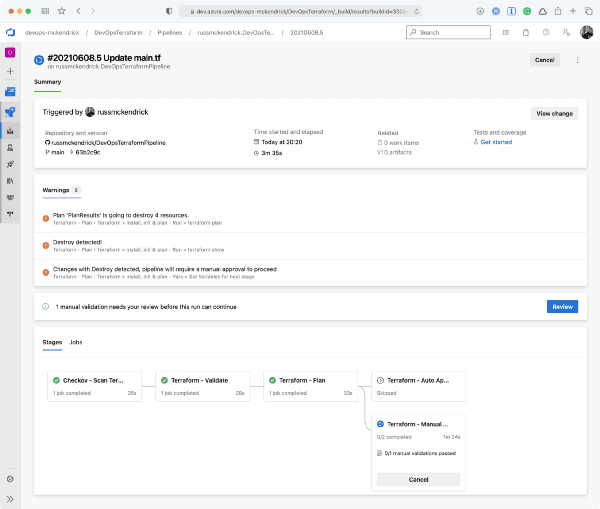 dev.azure.com/devops-mckendrick/DevOpsTerraform/_build/results?buildId=
devops-mckendrick / DevOpsTerraform / Pipelines / russmckendrick.DevOpsTe... / 20210608.5
Search
#20210608.5 Update main.tf
on russmckendrick.DevOpsTerraformPipeline
Cancel
Summary
Triggered by russmckendrick
View change
Repository and version
russmckendrick/DevOpsTerraformPipeline
main 63b2c9c
Time started and elapsed
Today at 20:20
3m 35s
Related
0 work items
0 artifacts
Tests and coverage
Get started
Warnings 3
Plan 'PlanResults' is going to destroy 4 resources.
Terraform - Plan • Terraform > install, init & plan - Run > terraform plan
Destroy detected!
Terraform - Plan • Terraform > install, init & plan - Run > terraform show
Changes with Destroy detected, pipeline will require a manual approval to proceed
Terraform - Plan • Terraform > install, init & plan - Vars > Set Variables for next stage
1 manual validation needs your review before this run can continue
Review
Stages Jobs
Checkov - Scan Ter...
1 job completed 25s
Terraform - Validate
1 job completed 28s
Terraform - Plan
1 job completed 33s
Terraform - Auto Ap...
Skipped
Terraform - Manual ...
0/2 completed 1m 34s
0/1 manual validations passed
Cancel